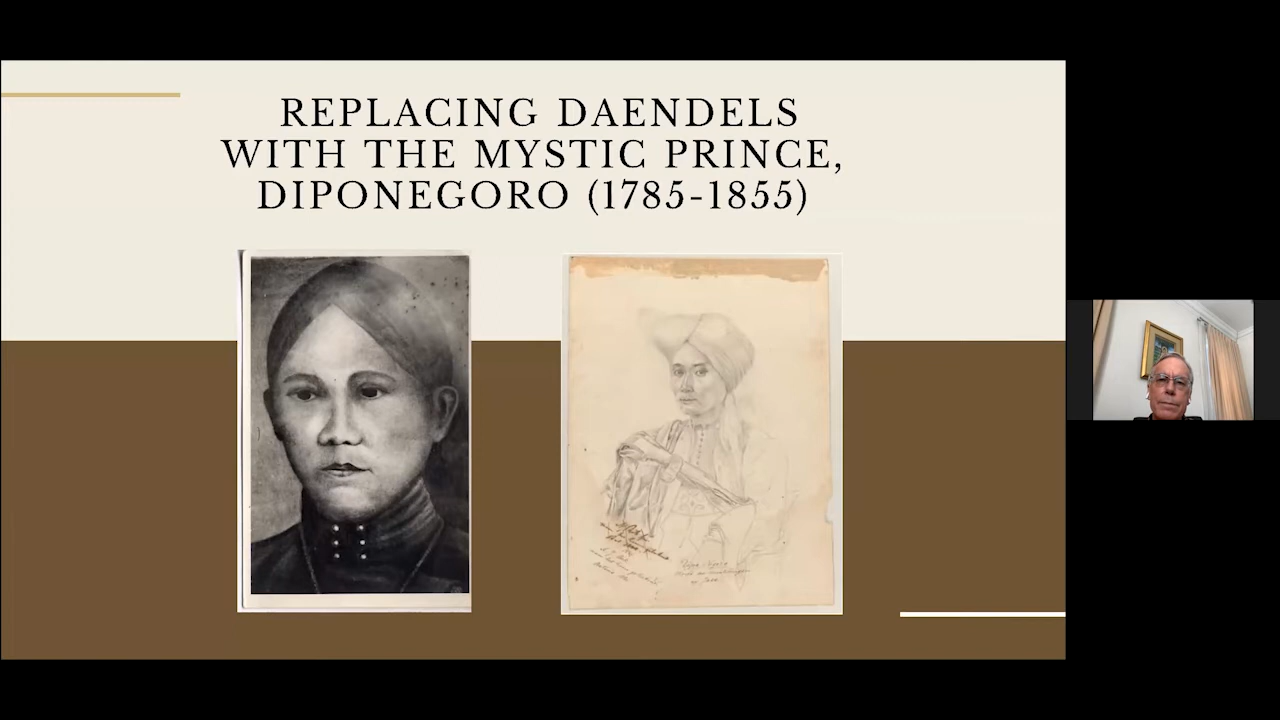 REPLACING DAENDELS
WITH THE MYSTIC PRINCE,
DIPONEGORO (1785-1855)